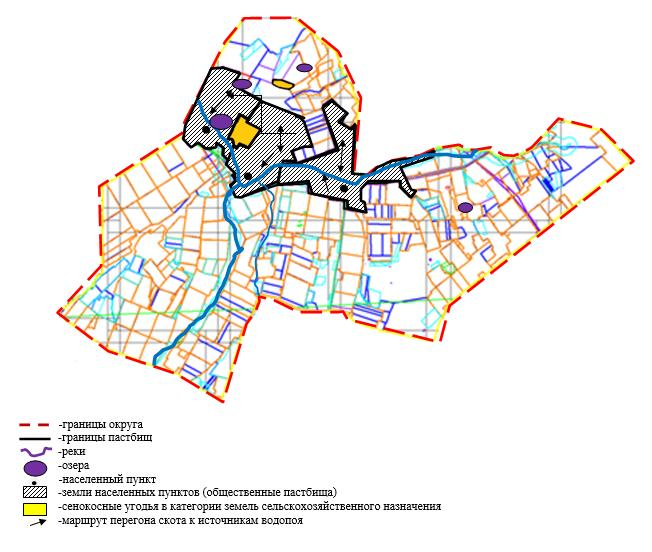 -границы округа
-границы пастбищ
-реки
-озера
-населенный пункт
-земли населенных пунктов (общественные пастбища)
-сенокосные угодья в категории земель сельскохозяйственного назначения
-маршрут перегона скота к источникам водопоя